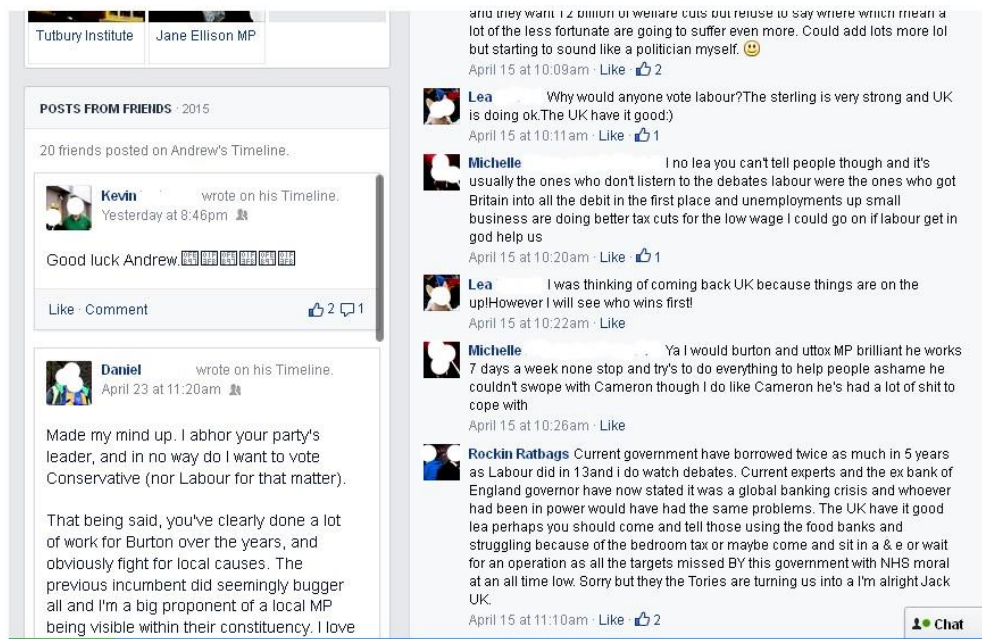 Tutbury Institute
Jane Ellison MP
POSTS FROM FRIENDS · 2015
20 friends posted on Andrew's Timeline.
Kevin wrote on his Timeline.
Yesterday at 8:46pm
Good luck Andrew.
Like · Comment
2 1
Daniel wrote on his Timeline.
April 23 at 11:20am
Made my mind up. I abhor your party's
leader, and in no way do I want to vote
Conservative (nor Labour for that matter).
That being said, you've clearly done a lot
of work for Burton over the years, and
obviously fight for local causes. The
previous incumbent did seemingly bugger
all and I'm a big proponent of a local MP
being visible within their constituency. I love
and they want 12 billion of welfare cuts but refuse to say where which mean a
lot of the less fortunate are going to suffer even more. Could add lots more lol
but starting to sound like a politician myself.
April 15 at 10:09am · Like · 2
Lea Why would anyone vote labour?The sterling is very strong and UK
is doing ok.The UK have it good:)
April 15 at 10:11am · Like · 1
Michelle I no lea you can't tell people though and it's
usually the ones who don't listern to the debates labour were the ones who got
Britain into all the debit in the first place and unemployments up small
business are doing better tax cuts for the low wage I could go on if labour get in
god help us
April 15 at 10:20am · Like · 1
Lea I was thinking of coming back UK because things are on the
up!However I will see who wins first!
April 15 at 10:22am · Like
Michelle Ya I would burton and uttox MP brilliant he works
7 days a week none stop and try's to do everything to help people ashame he
couldn't swope with Cameron though I do like Cameron he's had a lot of shit to
cope with
April 15 at 10:26am · Like
Rockin Ratbags Current government have borrowed twice as much in 5 years
as Labour did in 13and i do watch debates. Current experts and the ex bank of
England governor have now stated it was a global banking crisis and whoever
had been in power would have had the same problems. The UK have it good
lea perhaps you should come and tell those using the food banks and
struggling because of the bedroom tax or maybe come and sit in a & e or wait
for an operation as all the targets missed BY this government with NHS moral
at an all time low. Sorry but they the Tories are turning us into a I'm alright Jack
UK.
April 15 at 11:10am · Like · 2
Chat